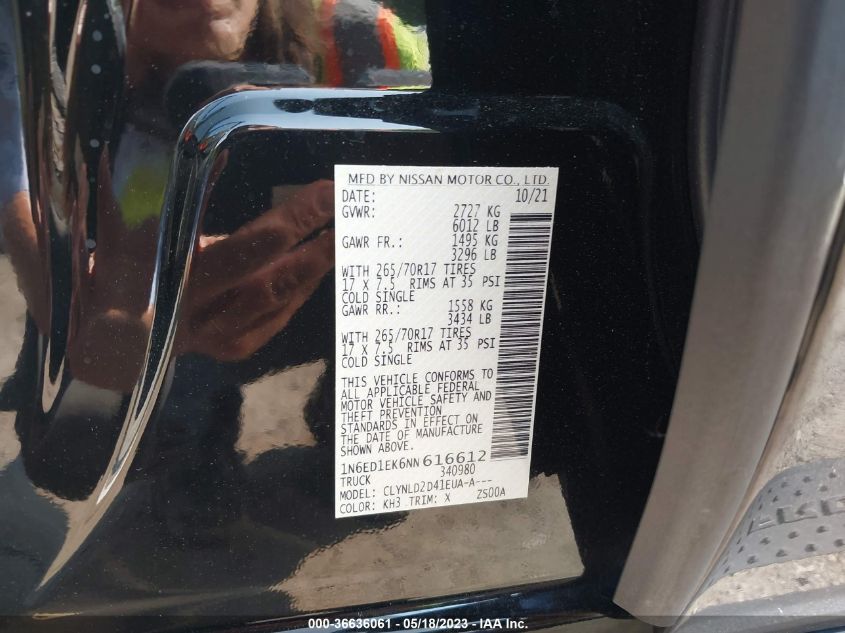 MFD BY NISSAN MOTOR CO., LTD.
DATE: 10/21
GVWR: 2727 KG
6012 LB
GAWR FR.: 1495 KG
3296 LB
WITH 265/70R17 TIRES
17 X 7.5 RIMS AT 35 PSI
COLD SINGLE
GAWR RR.: 1558 KG
3434 LB
WITH 265/70R17 TIRES
17 X 7.5 RIMS AT 35 PSI
COLD SINGLE
THIS VEHICLE CONFORMS TO
ALL APPLICABLE FEDERAL
MOTOR VEHICLE SAFETY AND
THEFT PREVENTION
STANDARDS IN EFFECT ON
THE DATE OF MANUFACTURE
SHOWN ABOVE.
1N6ED1EK6NN616612
TRUCK 340980
MODEL: CLYNLD2D41EUA-A---
COLOR: KH3 TRIM: X ZS00A
000-36636061 - 05/18/2023 - IAA Inc.